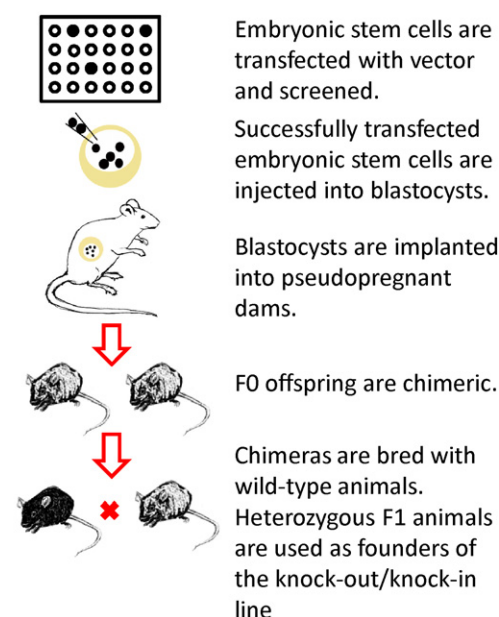 Embryonic stem cells are
transfected with vector
and screened.
Successfully transfected
embryonic stem cells are
injected into blastocysts.
Blastocysts are implanted
into pseudopregnant
dams.
F0 offspring are chimeric.
Chimeras are bred with
wild-type animals.
Heterozygous F1 animals
are used as founders of
the knock-out/knock-in
line